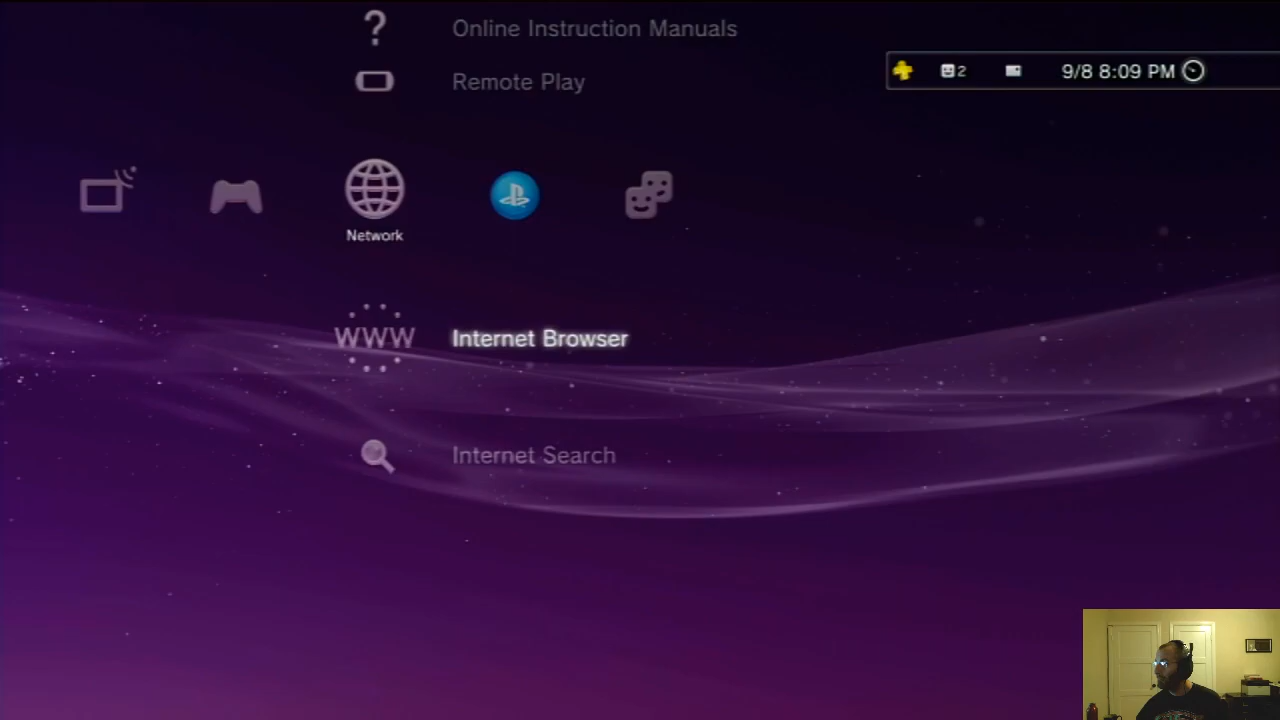 Online Instruction Manuals
Remote Play
2 9/8 8:09 PM
Network
www
Internet Browser
Internet Search